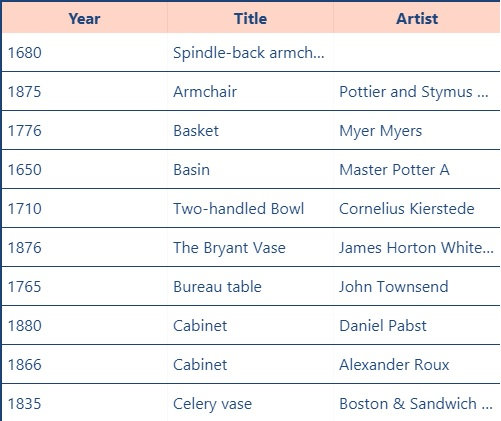 Year Title Artist
1680 Spindle-back armch...
1875 Armchair Pottier and Stymus ...
1776 Basket Myer Myers
1650 Basin Master Potter A
1710 Two-handled Bowl Cornelius Kierstede
1876 The Bryant Vase James Horton White...
1765 Bureau table John Townsend
1880 Cabinet Daniel Pabst
1866 Cabinet Alexander Roux
1835 Celery vase Boston & Sandwich ...